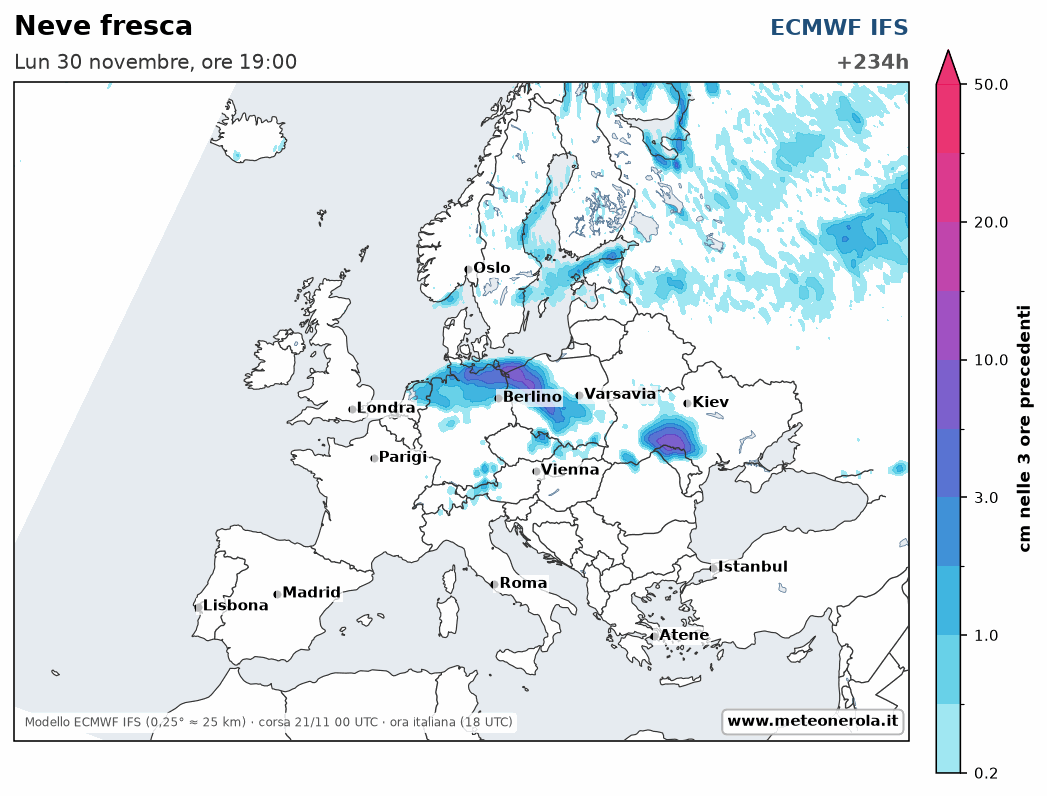 Neve fresca
ECMWF IFS
Lun 30 novembre, ore 19:00
+234h
50.0
20.0
10.0
3.0
1.0
0.2
cm nelle 3 ore precedenti
Oslo
Berlino
Varsavia
Kiev
Londra
Parigi
Vienna
Istanbul
Roma
Madrid
Lisbona
Atene
Modello ECMWF IFS (0,25° ≈ 25 km) · corsa 21/11 00 UTC · ora italiana (18 UTC)
www.meteonerola.it